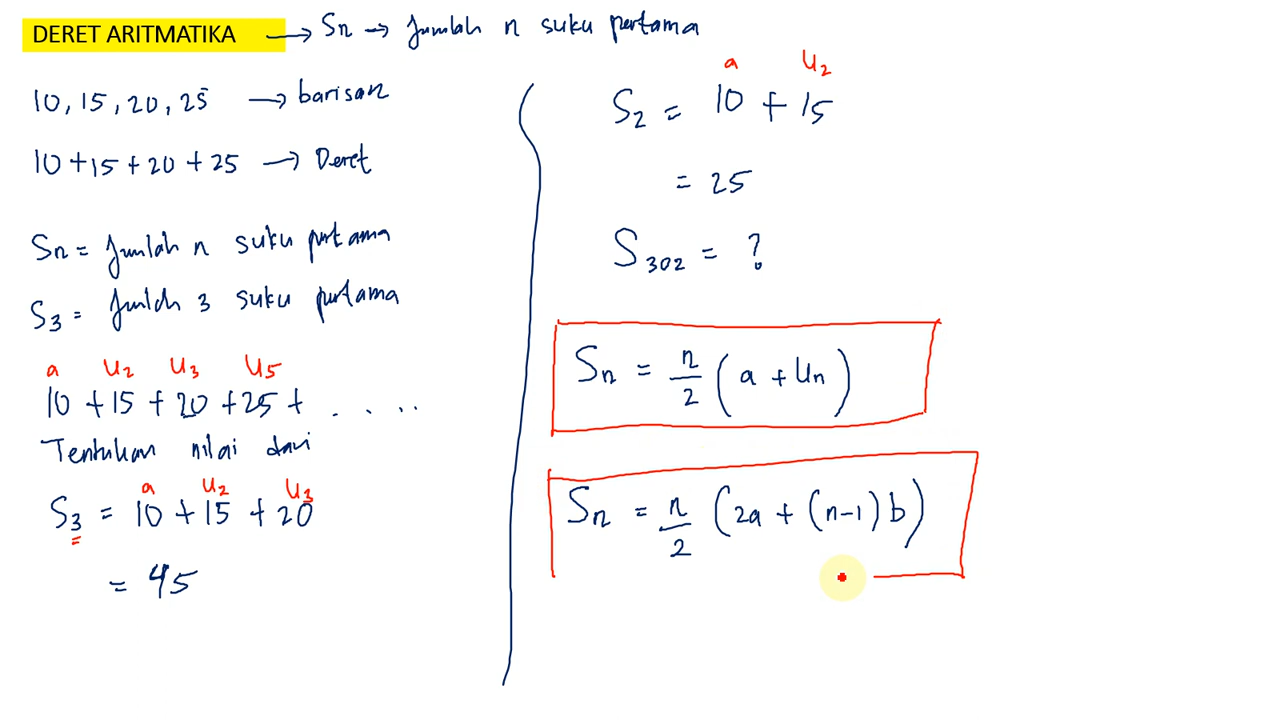 DERET ARITMATIKA → Sn → Jumlah n suku pertama
10, 15, 20, 25 → barisan
10 + 15 + 20 + 25 → Deret
Sn = Jumlah n suku pertama
S3 = Jumlah 3 suku pertama
a U2 U3 U5
10 + 15 + 20 + 25 + . . . .
Tentukan nilai dari
a U2 U3
S3 = 10 + 15 + 20
= 45
a U2
S2 = 10 + 15
= 25
S302 = ?
Sn = n/2 (a + Un)
Sn = n/2 (2a + (n-1) b)